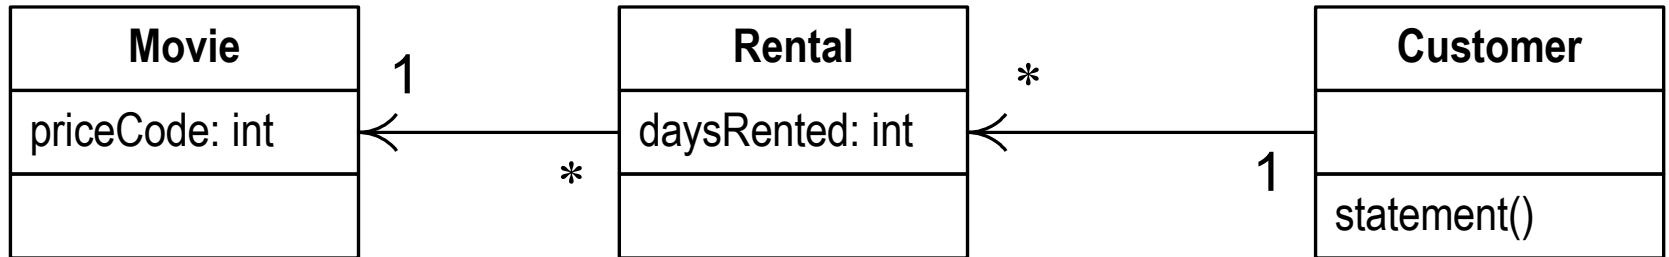 Movie
priceCode: int
1
*
Rental
daysRented: int
*
1
Customer
statement()